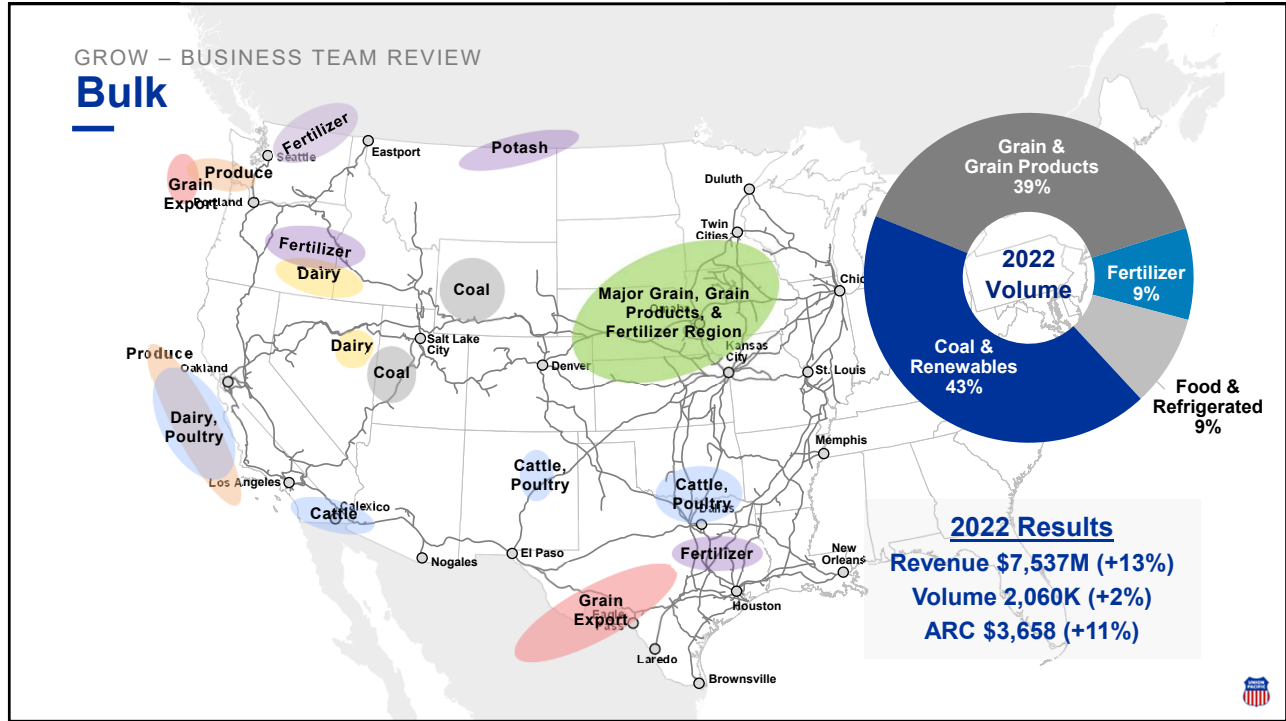 GROW – BUSINESS TEAM REVIEW
Bulk
Fertilizer
Seattle
Eastport
Potash
Produce
Grain
Export
Portland
Duluth
Twin
Cities
Fertilizer
Dairy
Coal
Major Grain, Grain
Products, &
Fertilizer Region
Omaha
Chic
Dairy
Salt Lake
City
Coal
Denver
Kansas
City
St. Louis
Produce
Oakland
Dairy,
Poultry
Los Angeles
Cattle
Calexico
Nogales
El Paso
Cattle,
Poultry
Cattle,
Poultry
Dallas
Memphis
Fertilizer
New
Orleans
Houston
Grain
Export
Eagle
Pass
Laredo
Brownsville
Grain &
Grain Products
39%
2022
Volume
Fertilizer
9%
Coal &
Renewables
43%
Food &
Refrigerated
9%
2022 Results
Revenue $7,537M (+13%)
Volume 2,060K (+2%)
ARC $3,658 (+11%)
UNION
PACIFIC